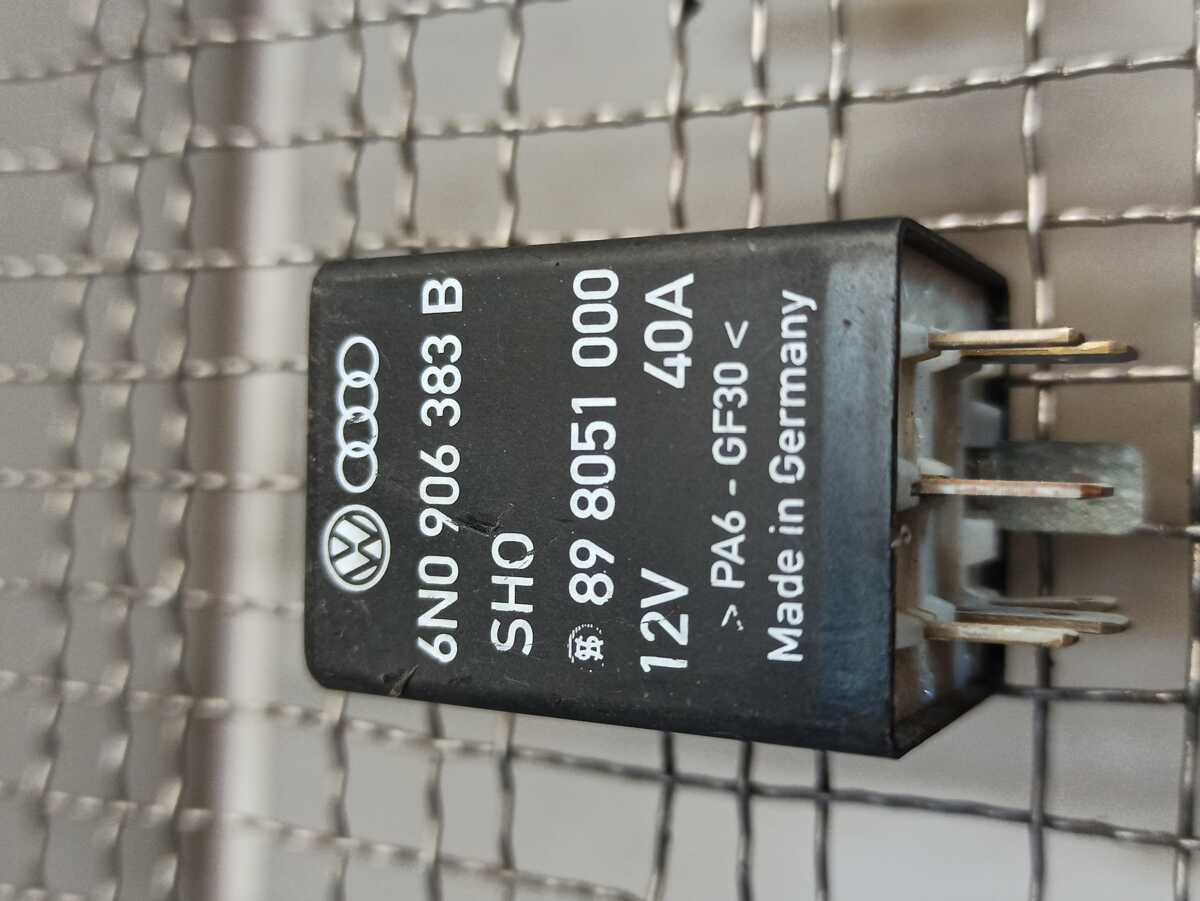 6N0 906 383 B
SHO
89 8051 000
12V 40A
> PA6 - GF30 <
Made in Germany